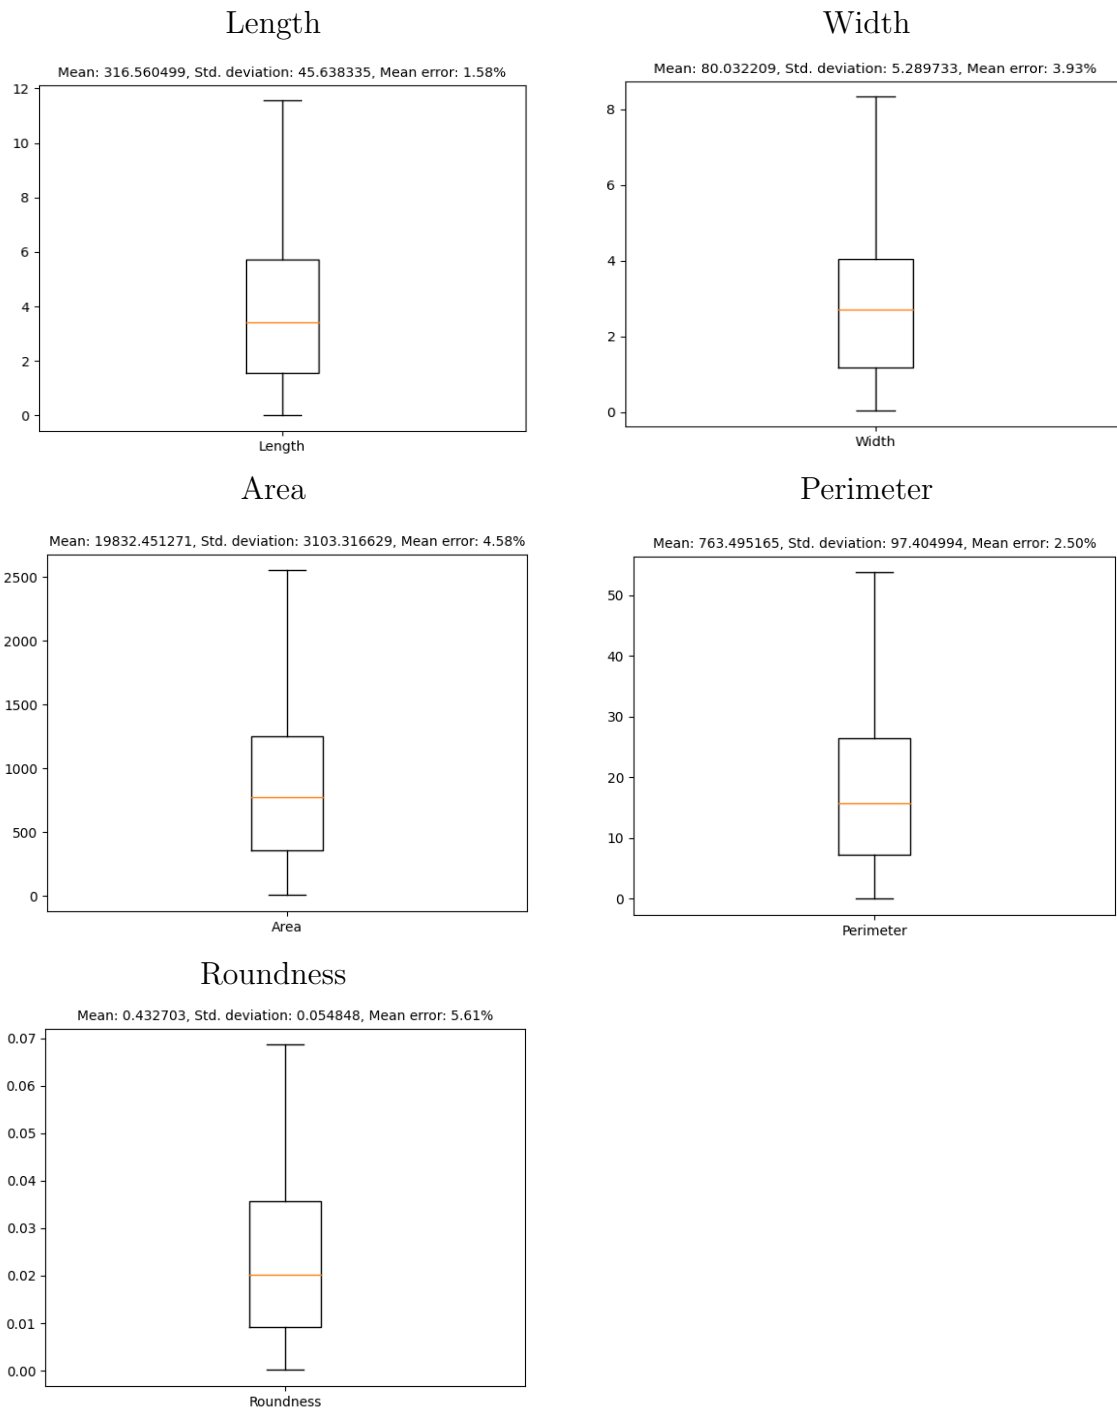 Length
Mean: 316.560499, Std. deviation: 45.638335, Mean error: 1.58%
12
10
8
6
4
2
0
Length
Width
Mean: 80.032209, Std. deviation: 5.289733, Mean error: 3.93%
8
6
4
2
0
Width
Area
Mean: 19832.451271, Std. deviation: 3103.316629, Mean error: 4.58%
2500
2000
1500
1000
500
0
Area
Perimeter
Mean: 763.495165, Std. deviation: 97.404994, Mean error: 2.50%
50
40
30
20
10
0
Perimeter
Roundness
Mean: 0.432703, Std. deviation: 0.054848, Mean error: 5.61%
0.07
0.06
0.05
0.04
0.03
0.02
0.01
0.00
Roundness